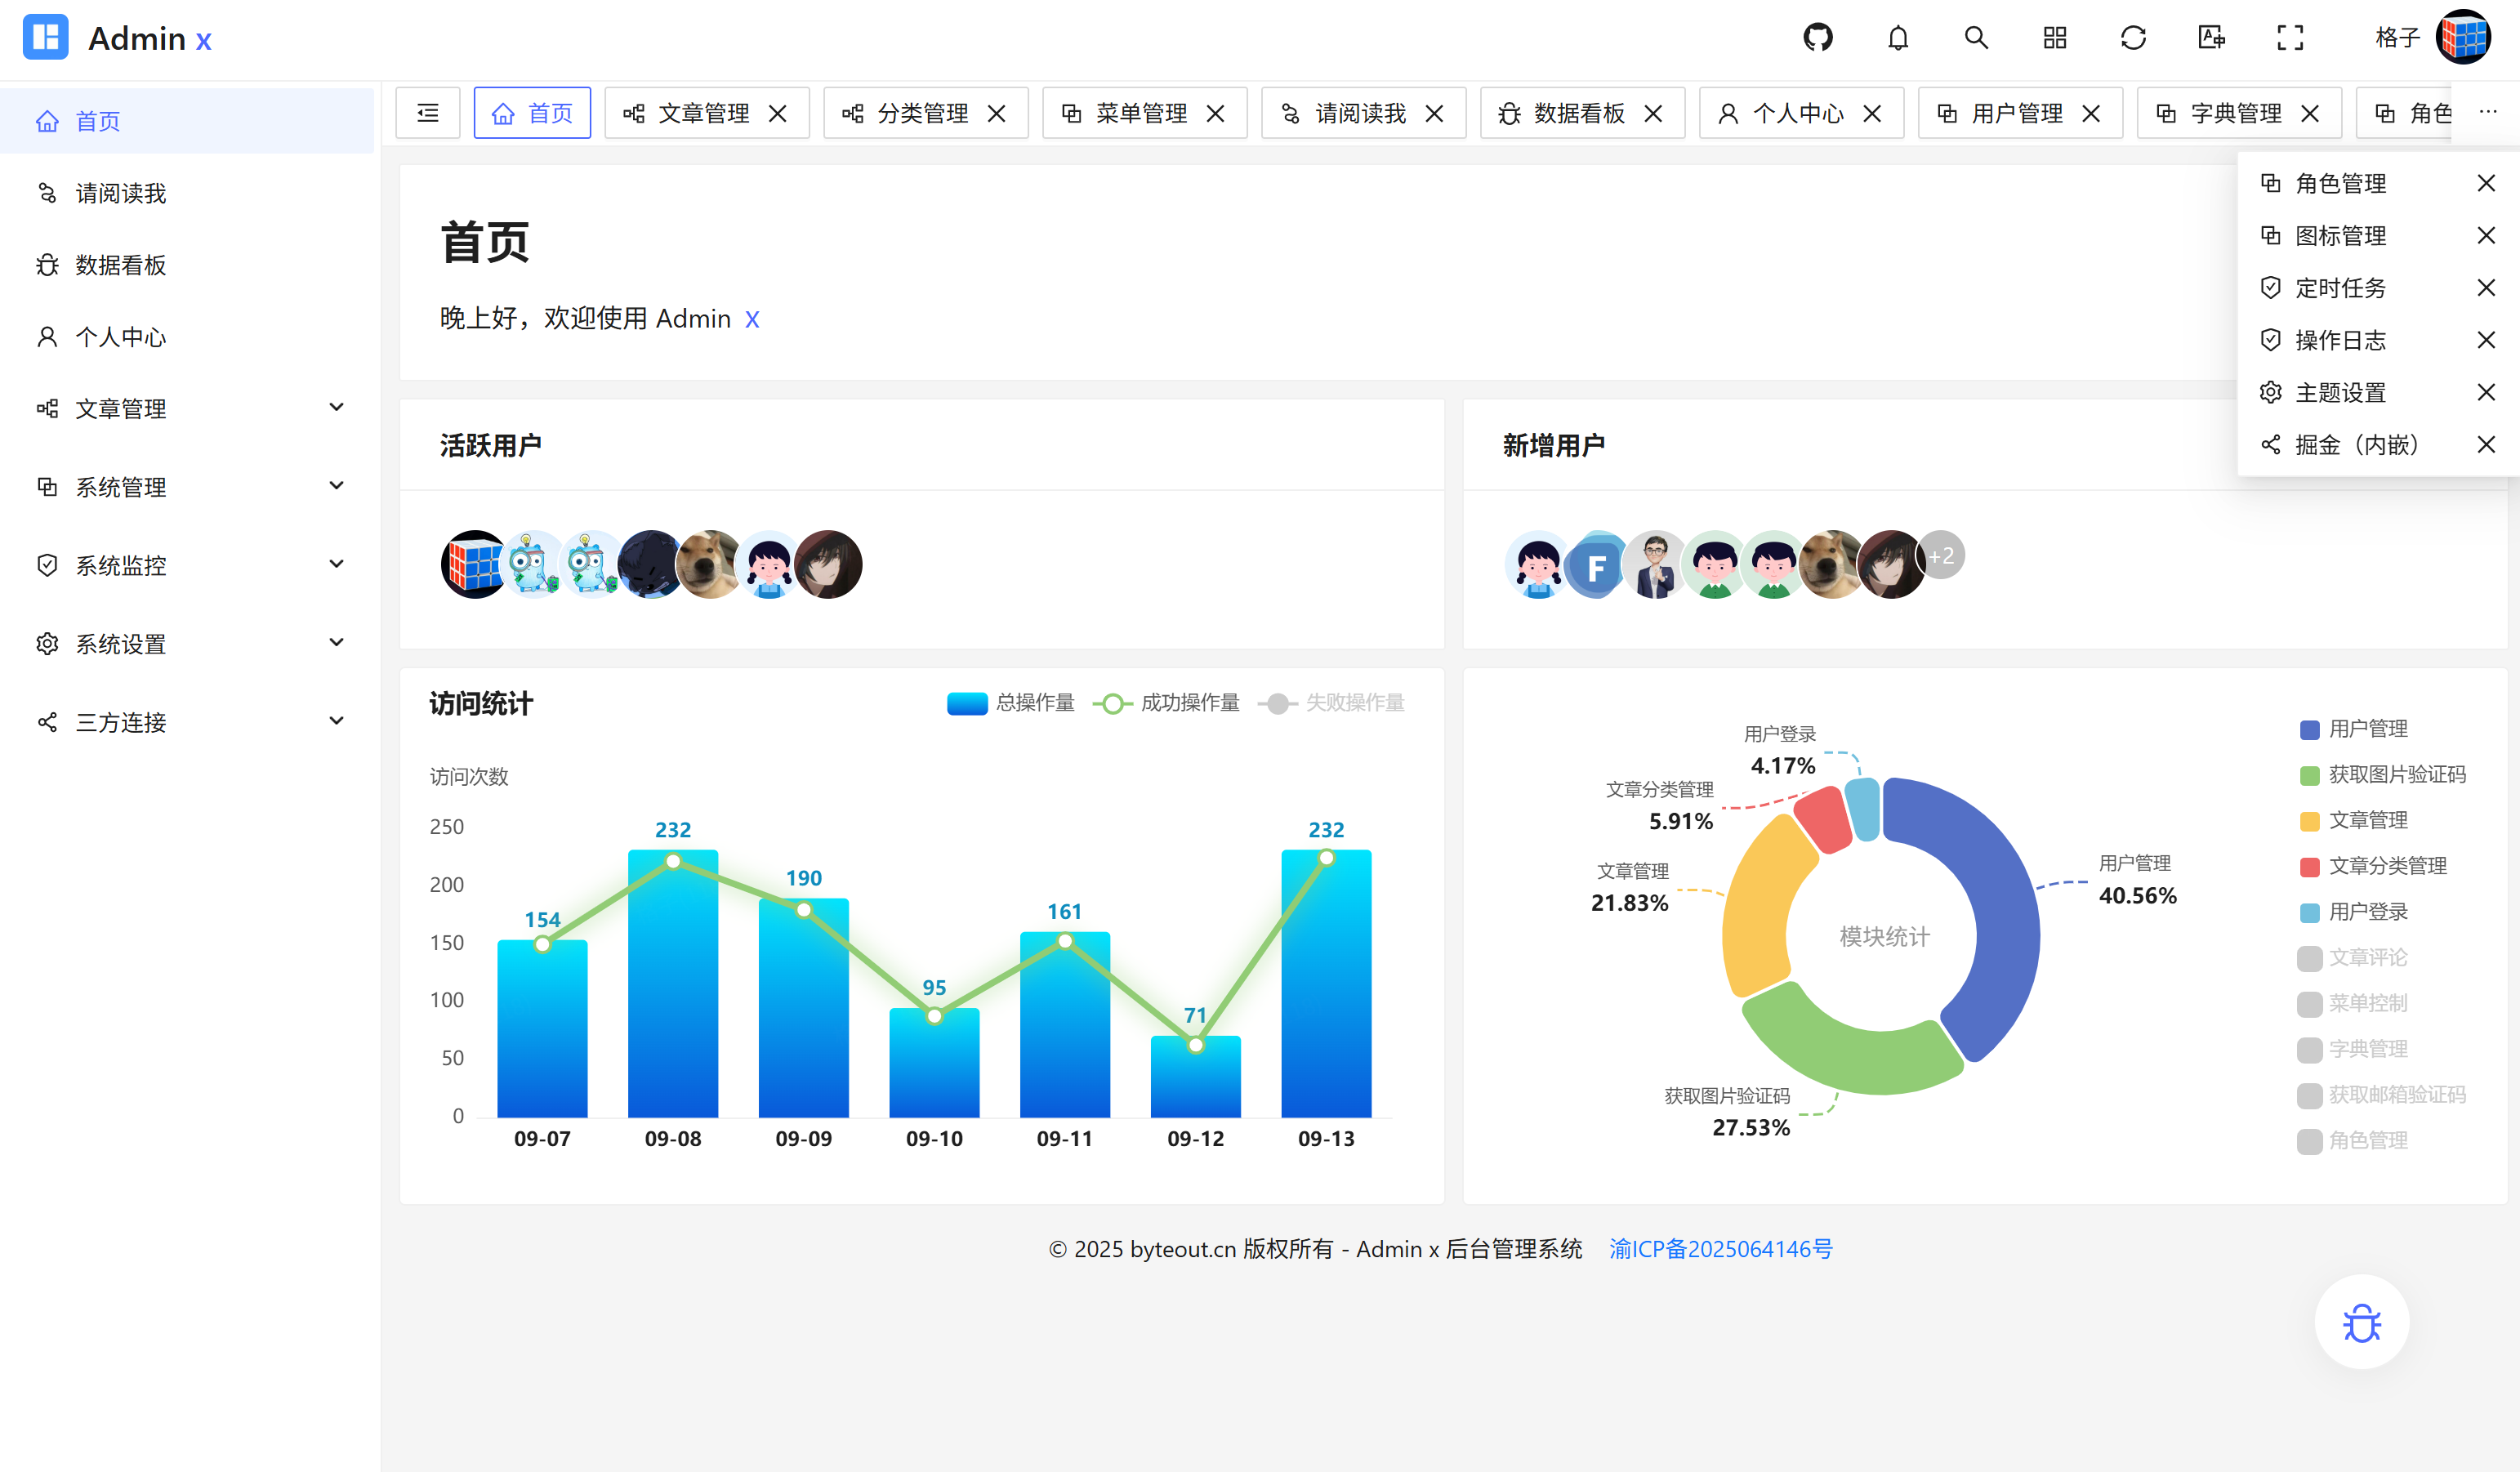 Admin x
格子
首页
请阅读我
数据看板
个人中心
文章管理
系统管理
系统监控
系统设置
三方连接
首页
文章管理
分类管理
菜单管理
请阅读我
数据看板
个人中心
用户管理
字典管理
角色
角色管理
图标管理
定时任务
操作日志
主题设置
掘金（内嵌）
首页
晚上好，欢迎使用 Admin x
活跃用户
新增用户
F
+2
访问统计
总操作量 成功操作量 失败操作量
访问次数
250
200
150
100
50
0
154
232
190
95
161
71
232
09-07 09-08 09-09 09-10 09-11 09-12 09-13
用户登录
4.17%
文章分类管理
5.91%
文章管理
21.83%
用户管理
40.56%
模块统计
获取图片验证码
27.53%
用户管理
获取图片验证码
文章管理
文章分类管理
用户登录
文章评论
菜单控制
字典管理
获取邮箱验证码
角色管理
© 2025 byteout.cn 版权所有 - Admin x 后台管理系统 渝ICP备2025064146号